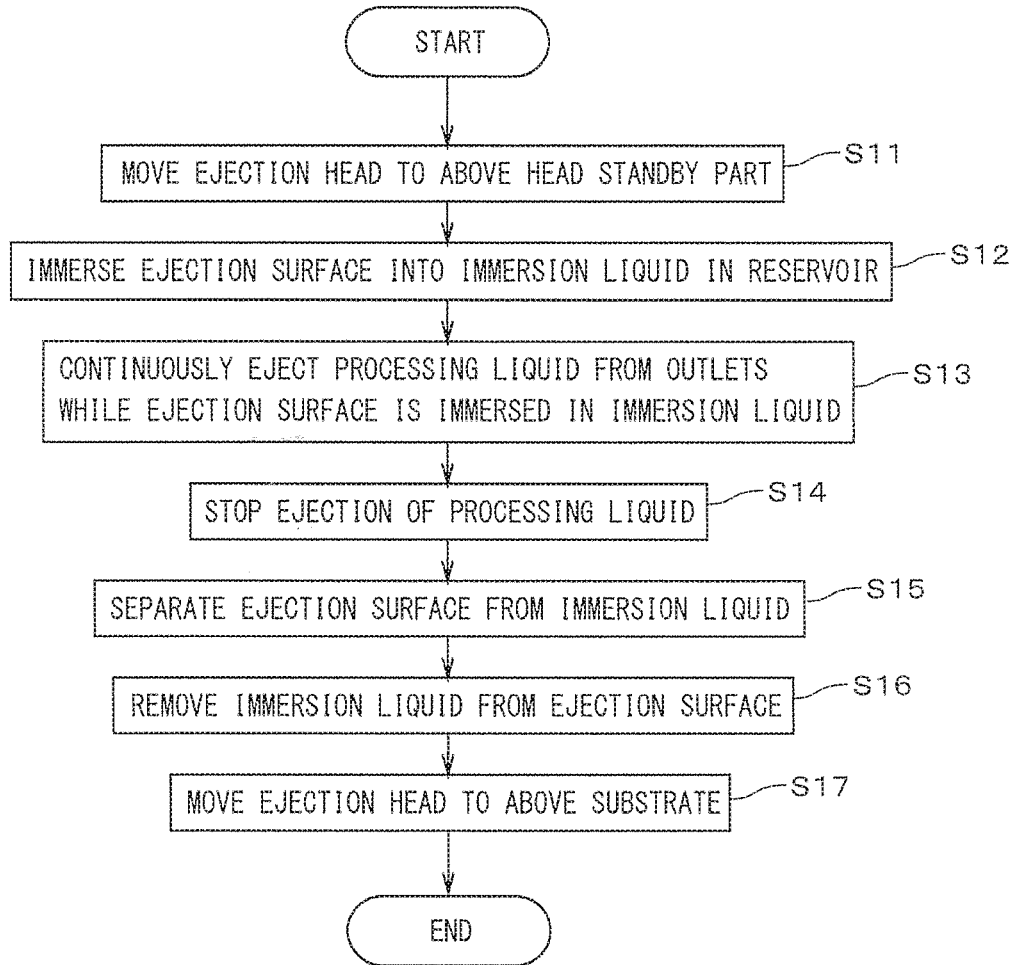 START
MOVE EJECTION HEAD TO ABOVE HEAD STANDBY PART
S11
IMMERSE EJECTION SURFACE INTO IMMERSION LIQUID IN RESERVOIR
S12
CONTINUOUSLY EJECT PROCESSING LIQUID FROM OUTLETS
WHILE EJECTION SURFACE IS IMMERSED IN IMMERSION LIQUID
S13
STOP EJECTION OF PROCESSING LIQUID
S14
SEPARATE EJECTION SURFACE FROM IMMERSION LIQUID
S15
REMOVE IMMERSION LIQUID FROM EJECTION SURFACE
S16
MOVE EJECTION HEAD TO ABOVE SUBSTRATE
S17
END